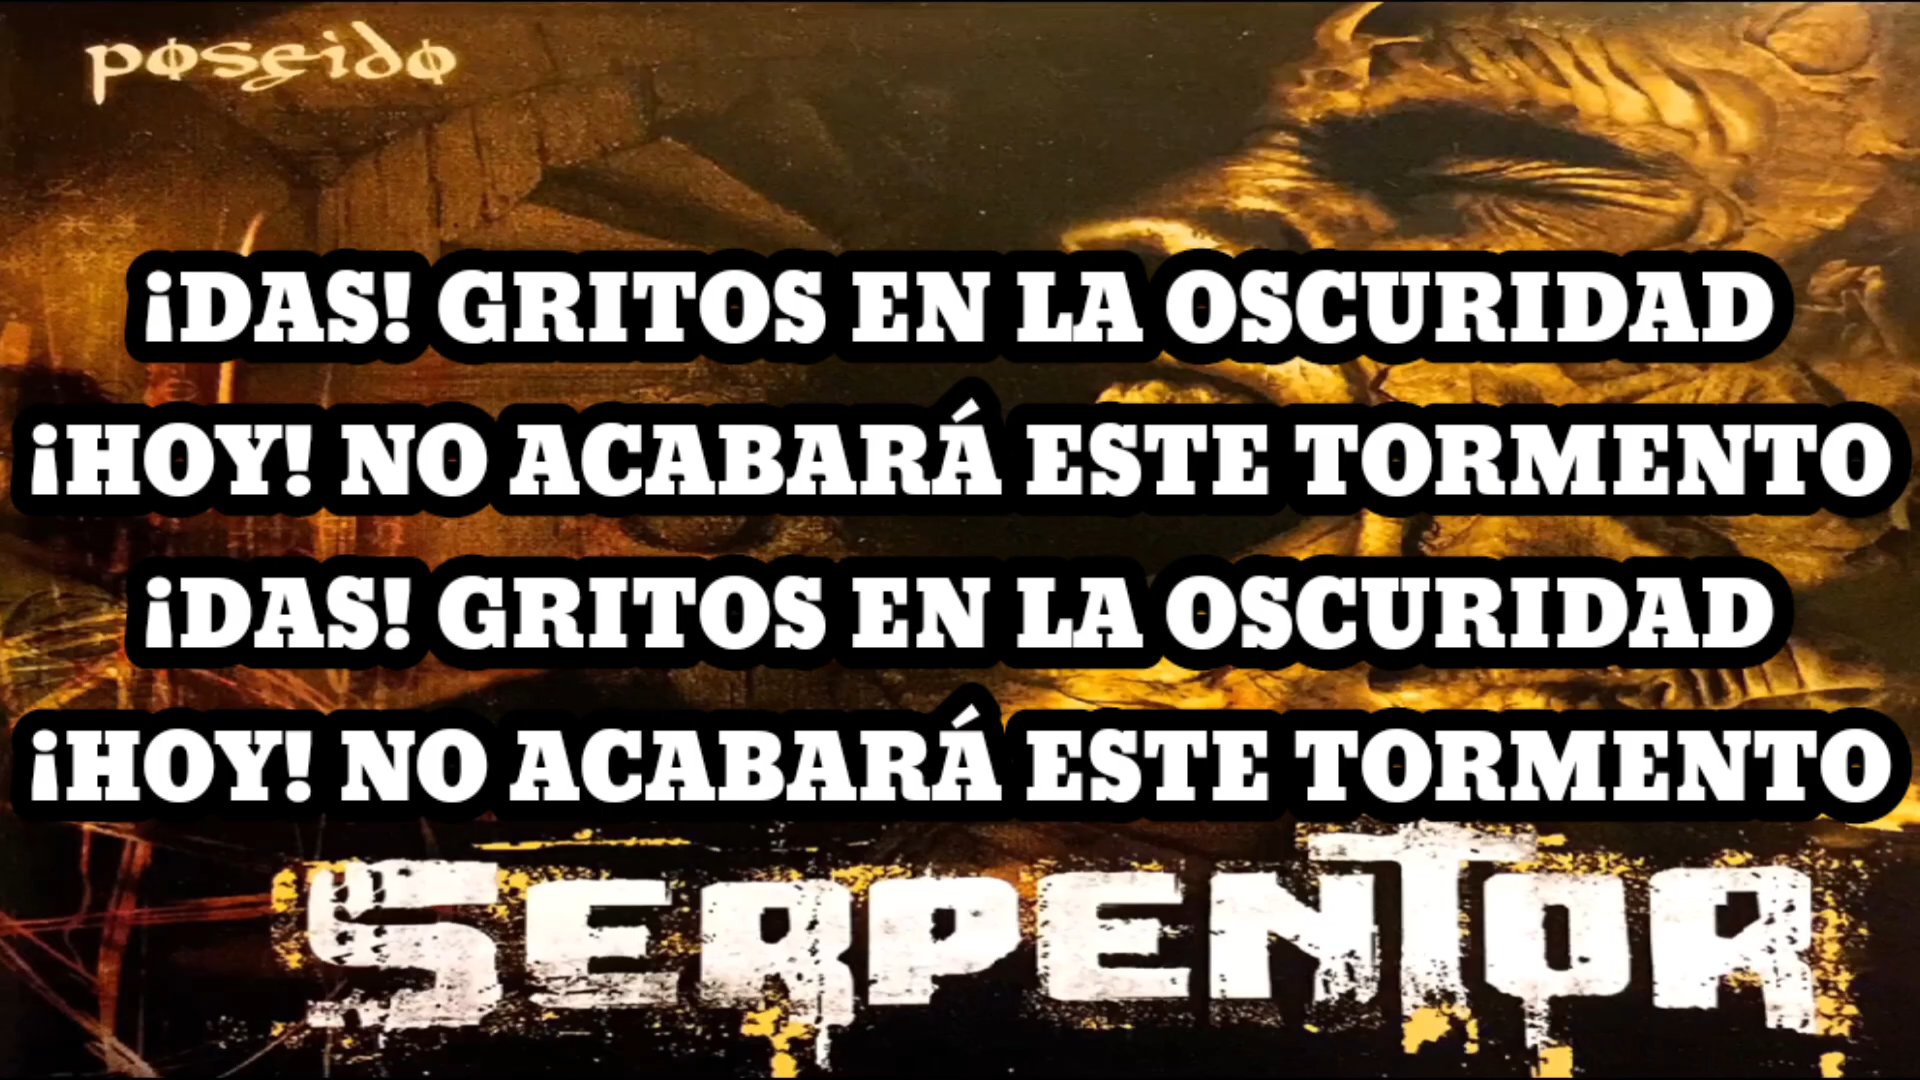 poseido
¡DAS! GRITOS EN LA OSCURIDAD
¡HOY! NO ACABARÁ ESTE TORMENTO
¡DAS! GRITOS EN LA OSCURIDAD
¡HOY! NO ACABARÁ ESTE TORMENTO
SERPENTOR